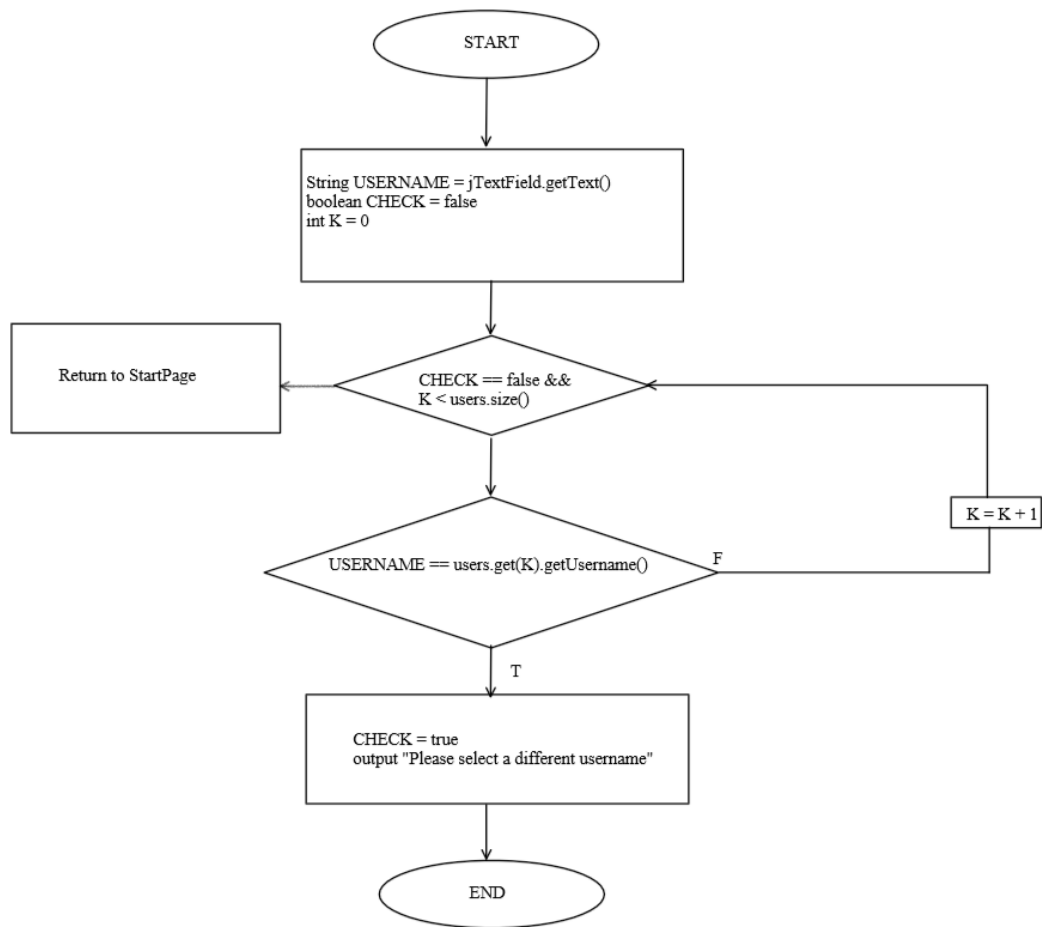 START
String USERNAME = jTextField.getText()
boolean CHECK = false
int K = 0
Return to StartPage
CHECK == false &&
K < users.size()
K = K + 1
USERNAME == users.get(K).getUsername()
F
T
CHECK = true
output "Please select a different username"
END